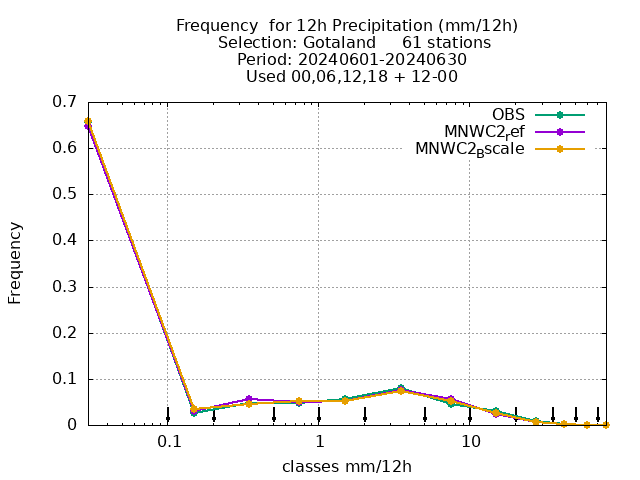 Frequency  for 12h Precipitation (mm/12h)
Selection: Gotaland     61 stations
Period: 20240601-20240630
Used 00,06,12,18 + 12-00
OBS
MNWC2_ref
MNWC2_Bscale
0.7
0.6
0.5
0.4
0.3
0.2
0.1
0
Frequency
0.1
1
10
classes mm/12h